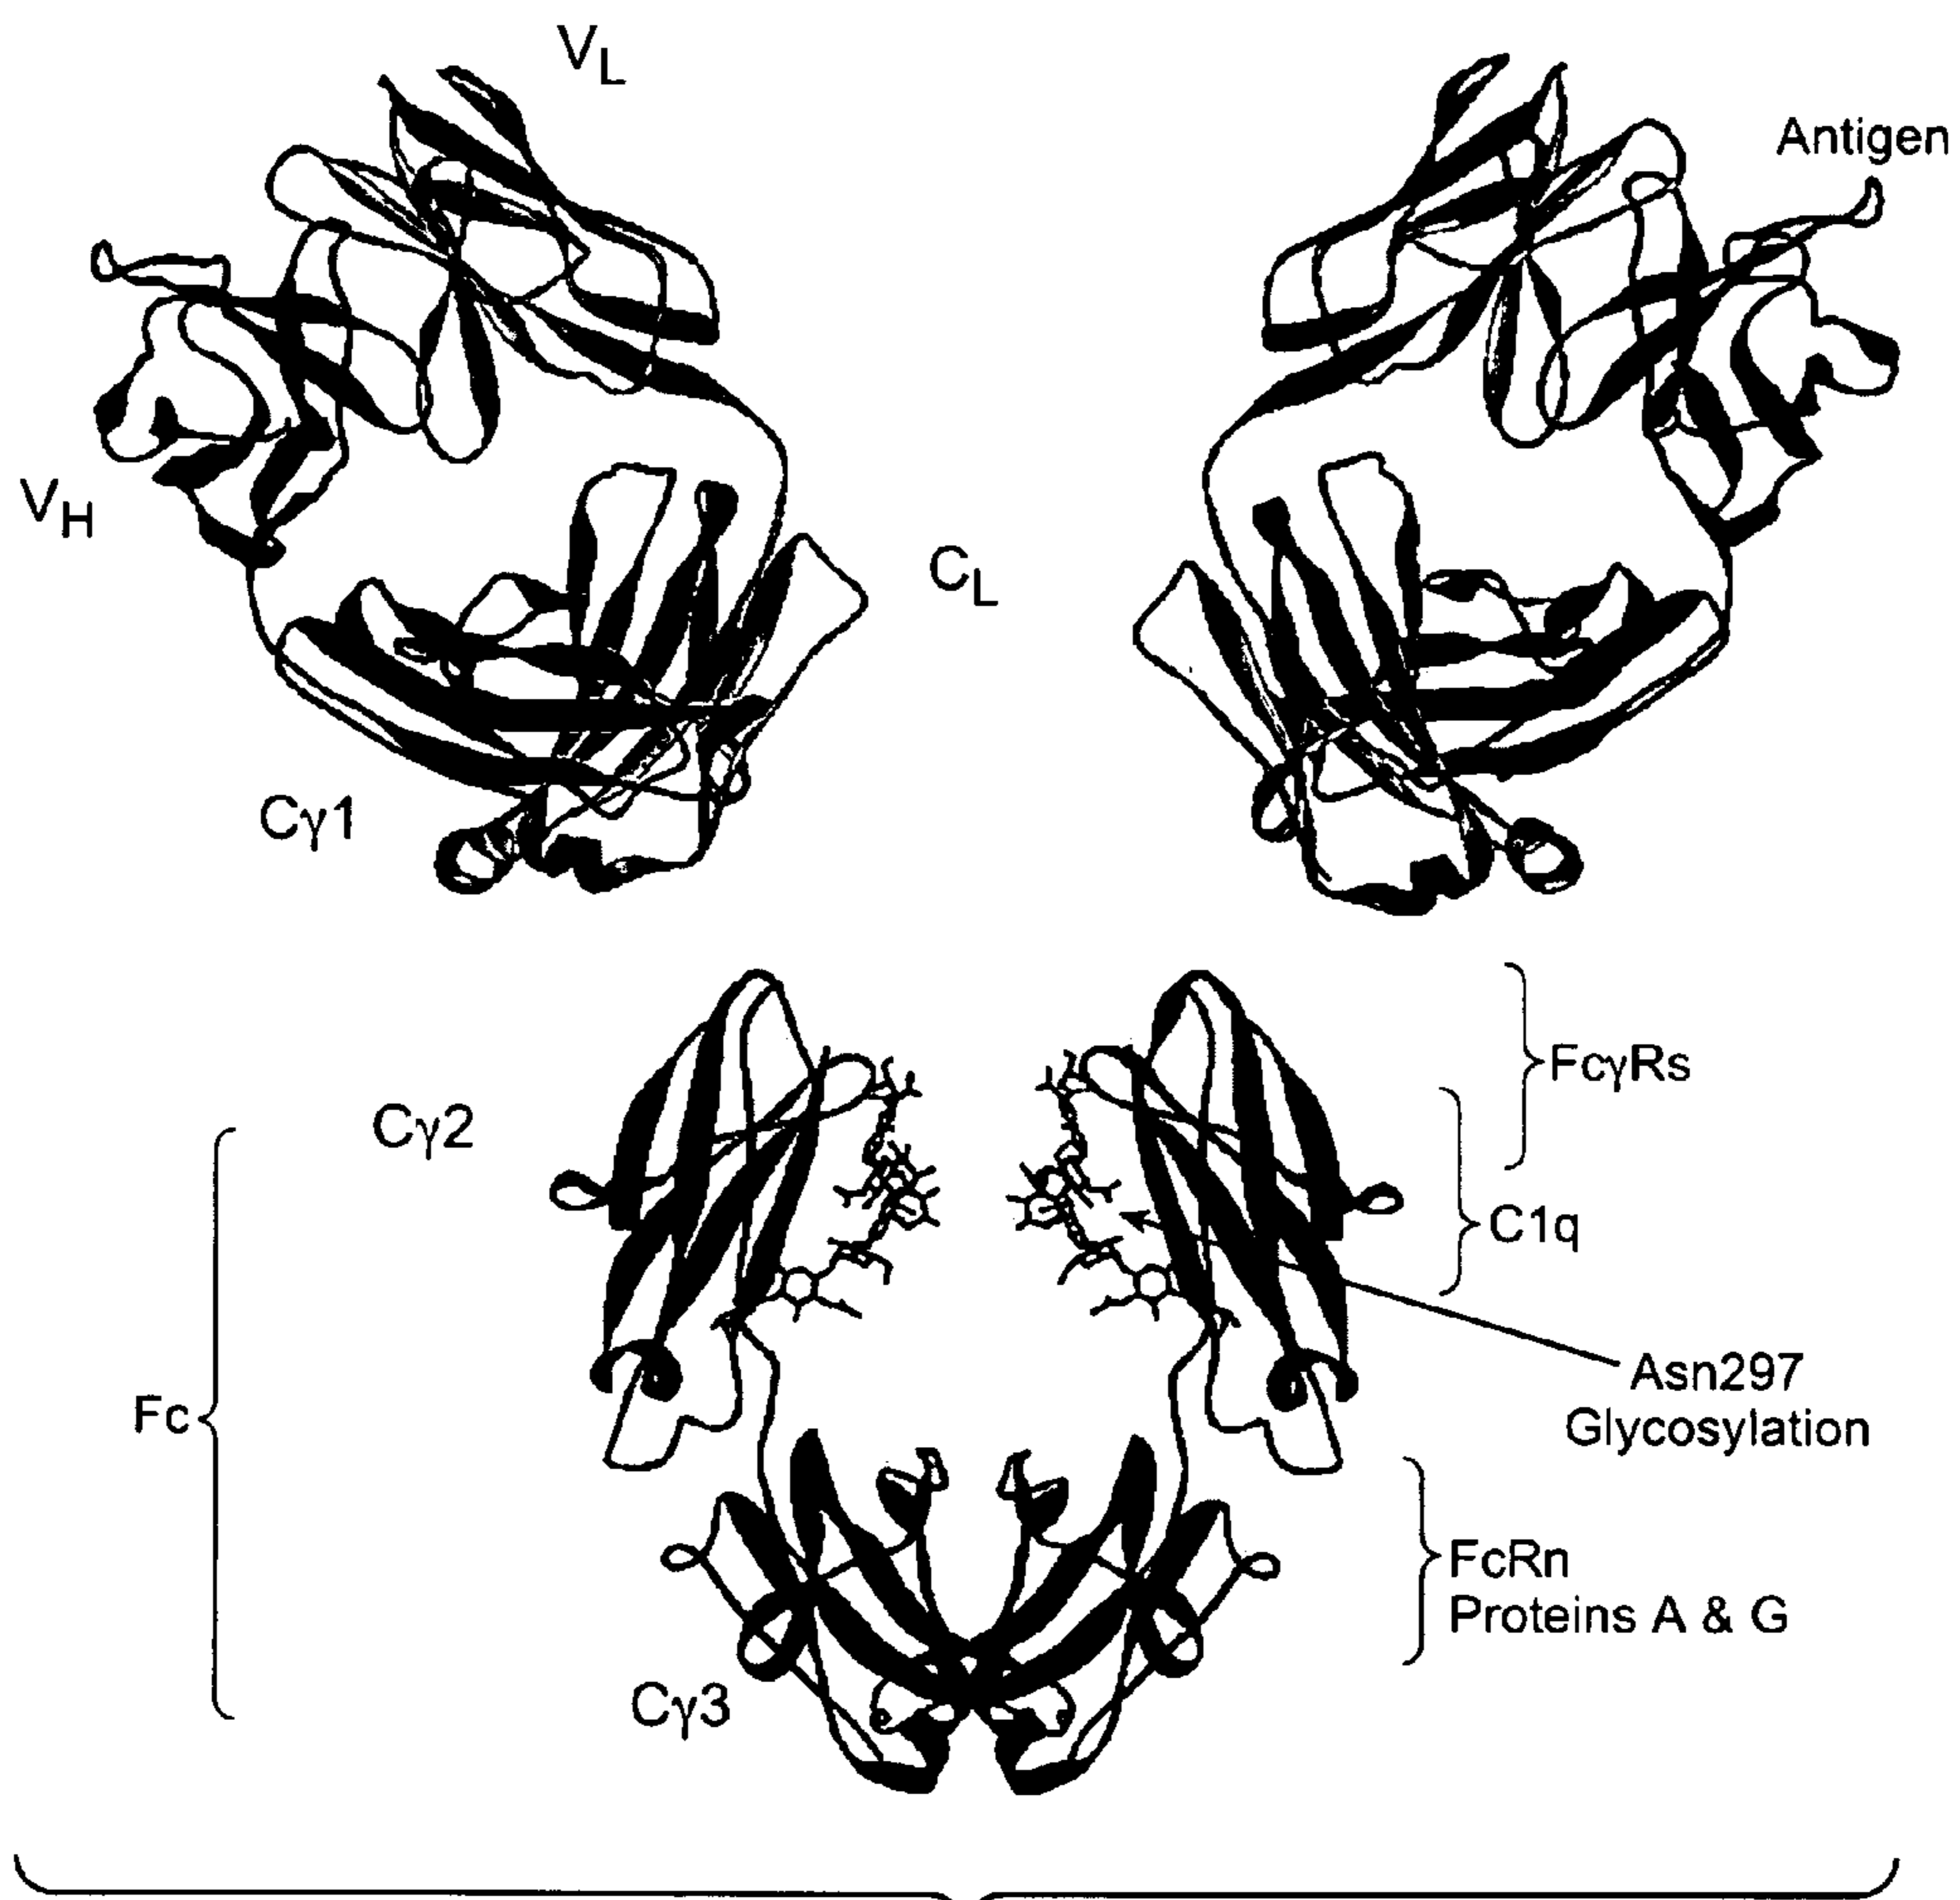 VL
Antigen
VH
CL
Cγ1
FcγRs
Cγ2
C1q
Asn297
Glycosylation
Fc
FcRn
Proteins A & G
Cγ3